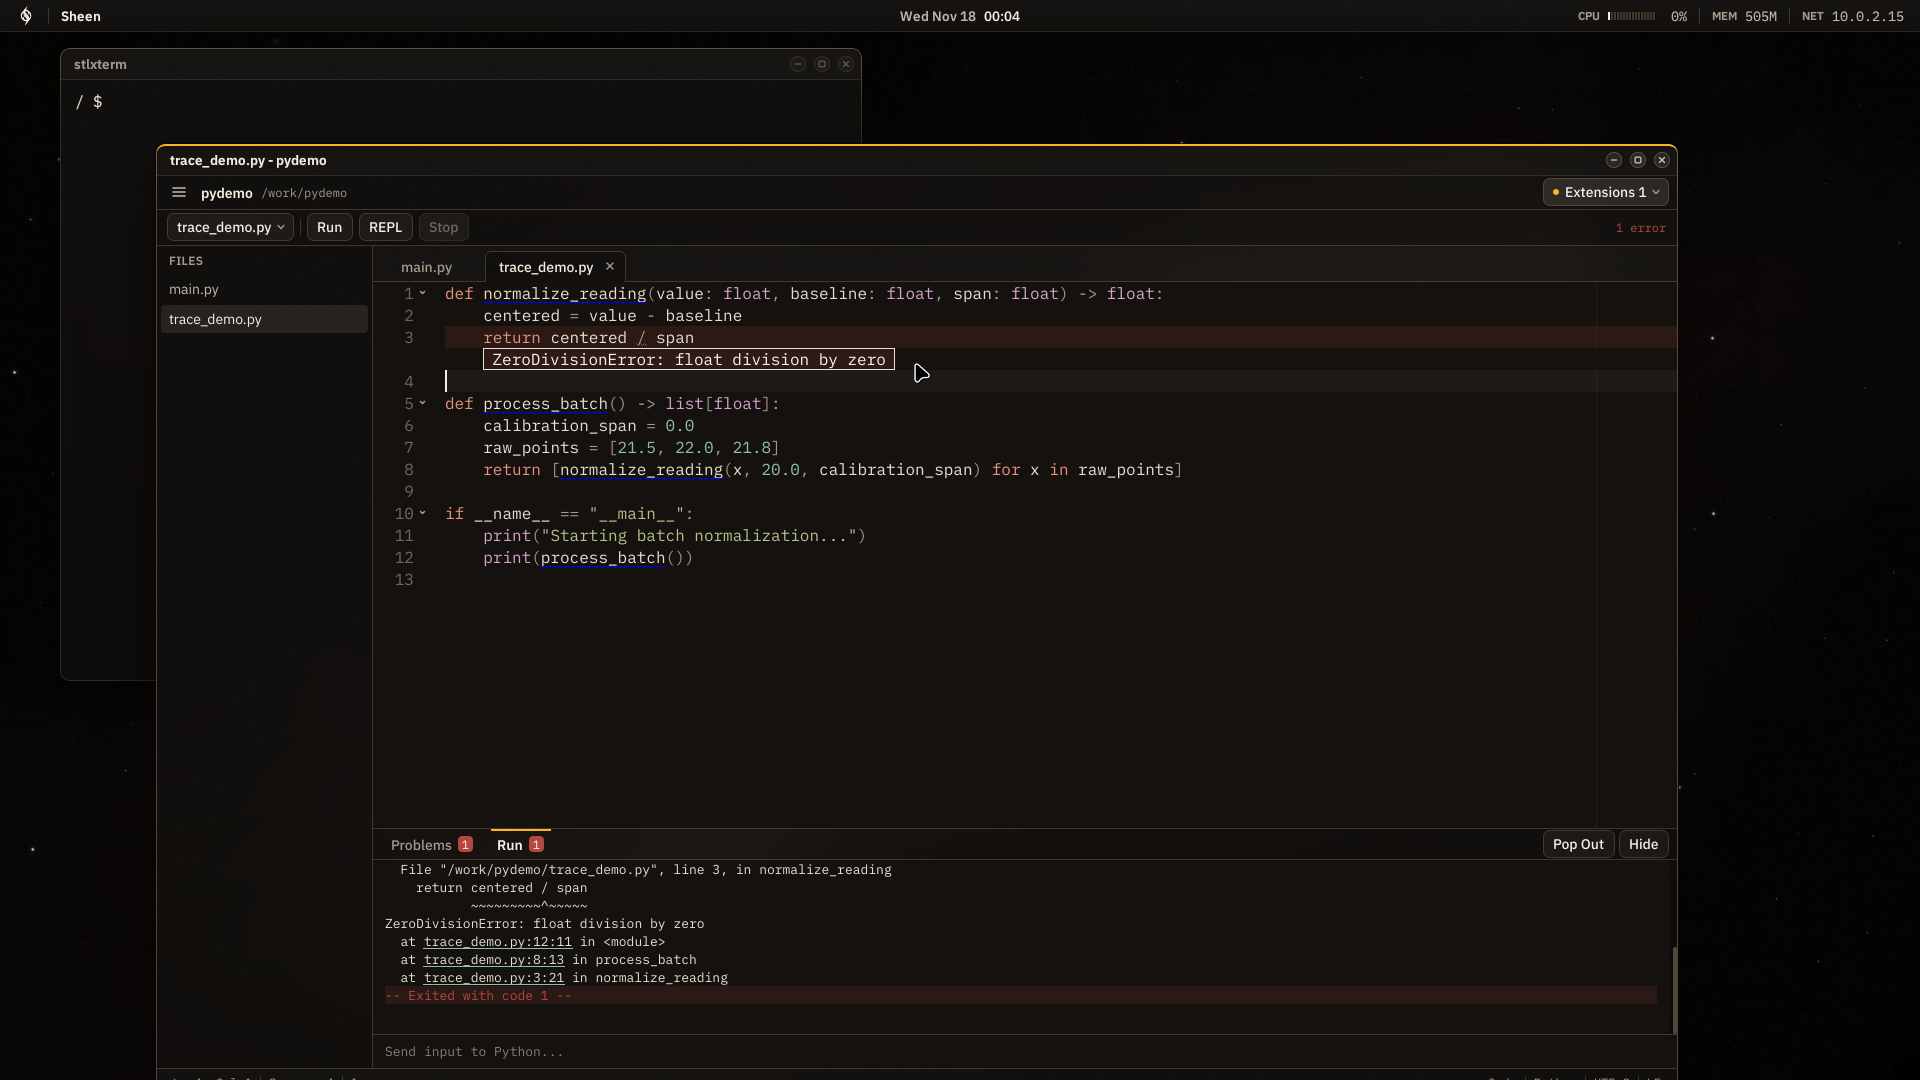 Sheen
Wed Nov 18 00:04
CPU 0% MEM 505M NET 10.0.2.15
stlxterm
/ $
trace_demo.py - pydemo
pydemo /work/pydemo
Extensions 1
trace_demo.py Run REPL Stop
1 error
FILES
main.py
trace_demo.py
main.py trace_demo.py
1 def normalize_reading(value: float, baseline: float, span: float) -> float:
2 centered = value - baseline
3 return centered / span
ZeroDivisionError: float division by zero
4
5 def process_batch() -> list[float]:
6 calibration_span = 0.0
7 raw_points = [21.5, 22.0, 21.8]
8 return [normalize_reading(x, 20.0, calibration_span) for x in raw_points]
9
10 if __name__ == "__main__":
11 print("Starting batch normalization...")
12 print(process_batch())
13
Problems 1 Run 1
Pop Out Hide
File "/work/pydemo/trace_demo.py", line 3, in normalize_reading
return centered / span
~~~~~~~~~^~~~~~
ZeroDivisionError: float division by zero
at trace_demo.py:12:11 in <module>
at trace_demo.py:8:13 in process_batch
at trace_demo.py:3:21 in normalize_reading
-- Exited with code 1 --
Send input to Python...